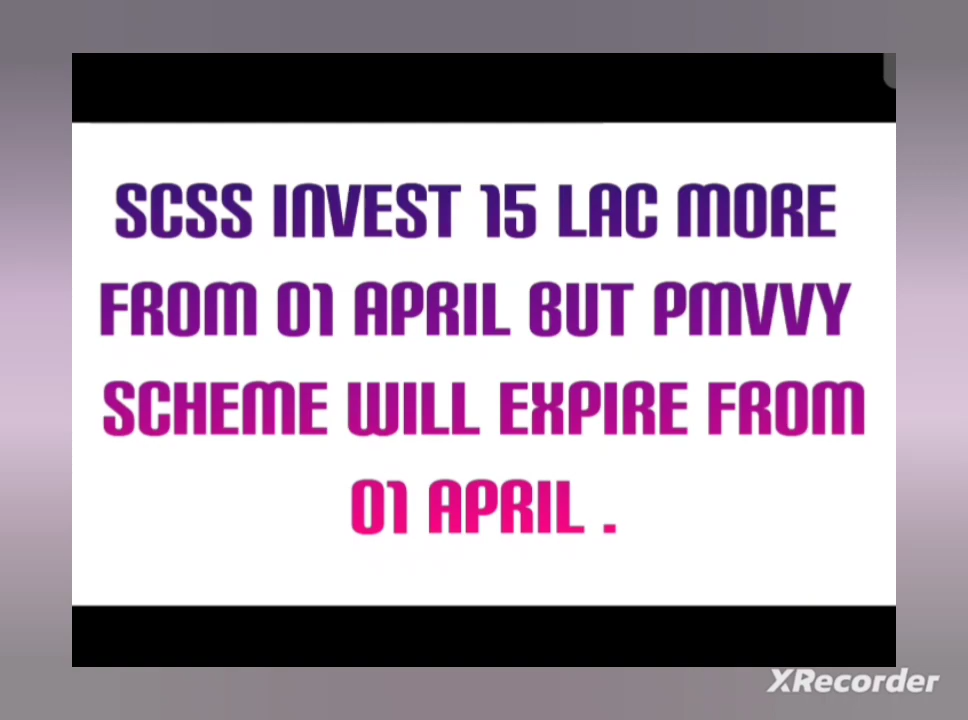 SCSS INVEST 15 LAC MORE
FROM 01 APRIL BUT PMVVY
SCHEME WILL EXPIRE FROM
01 APRIL .
XRecorder